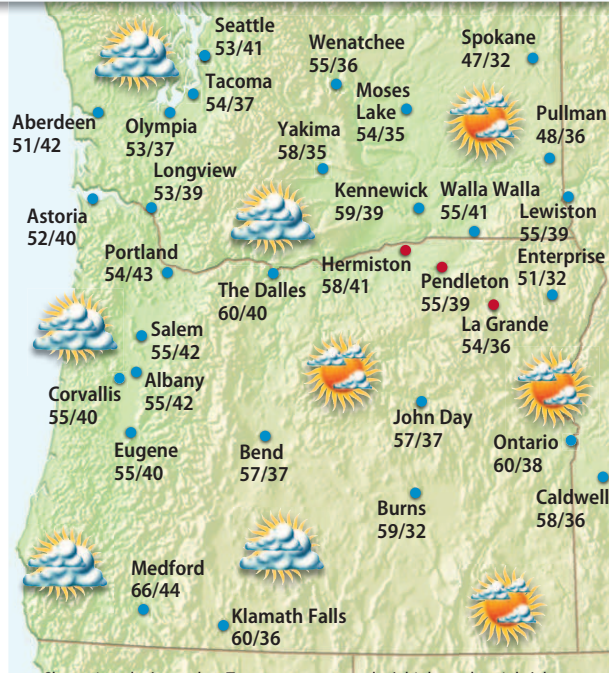 Seattle
53/41
Wenatchee
55/36
Spokane
47/32
Tacoma
54/37
Moses
Lake
54/35
Aberdeen
51/42
Olympia
53/37
Yakima
58/35
Pullman
48/36
Longview
53/39
Kennewick
59/39
Walla Walla
55/41
Lewiston
55/39
Astoria
52/40
Portland
54/43
The Dalles
60/40
Hermiston
58/41
Pendleton
55/39
Enterprise
51/32
La Grande
54/36
Salem
55/42
Corvallis
55/40
Albany
55/42
John Day
57/37
Eugene
55/40
Bend
57/37
Ontario
60/38
Burns
59/32
Caldwell
58/36
Medford
66/44
Klamath Falls
60/36